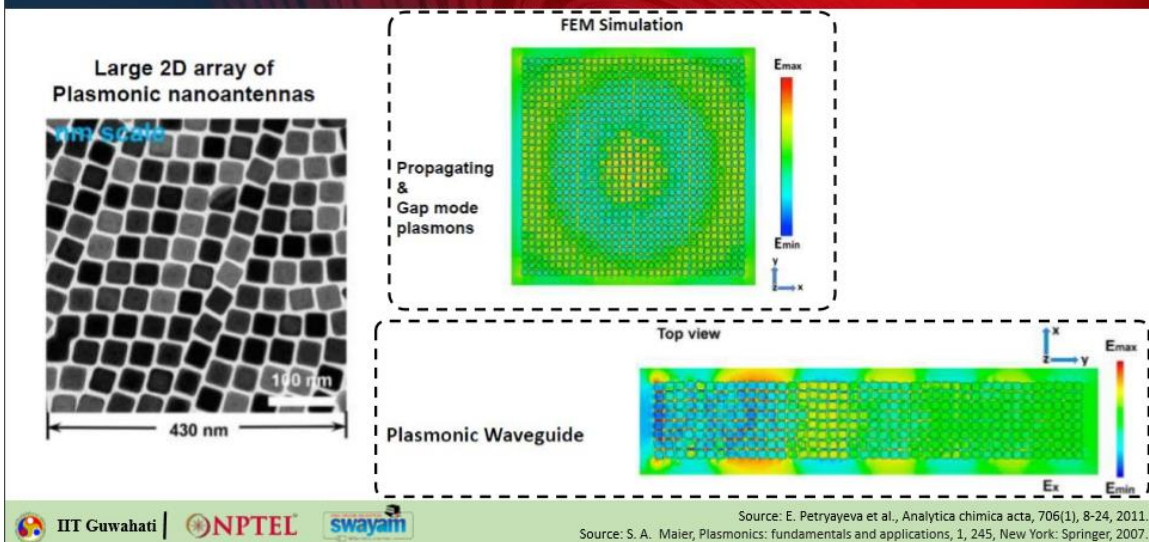 Large 2D array of
Plasmonic nanoantennas
nm scale
100 nm
430 nm
FEM Simulation
Propagating
&
Gap mode
plasmons
Emax
Emin
y
z
x
Top view
x
z
y
Emax
Plasmonic Waveguide
Ex
Emin
IIT Guwahati
NPTEL
swayam
Source: E. Petryayeva et al., Analytica chimica acta, 706(1), 8-24, 2011.
Source: S. A. Maier, Plasmonics: fundamentals and applications, 1, 245, New York: Springer, 2007.